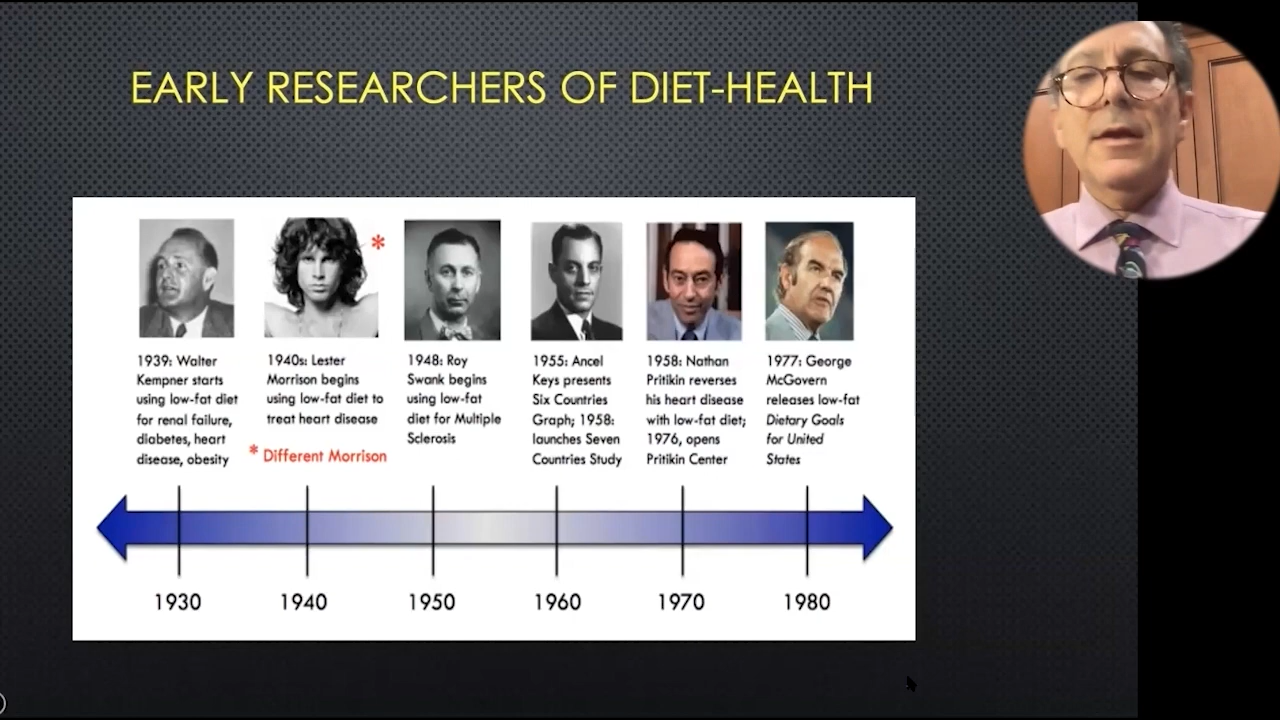 EARLY RESEARCHERS OF DIET-HEALTH
*
1939: Walter
Kempner starts
using low-fat diet
for renal failure,
diabetes, heart
disease, obesity
1940s: Lester
Morrison begins
using low-fat diet to
treat heart disease
* Different Morrison
1948: Roy
Swank begins
using low-fat
diet for Multiple
Sclerosis
1955: Ancel
Keys presents
Six Countries
Graph; 1958:
launches Seven
Countries Study
1958: Nathan
Pritikin reverses
his heart disease
with low-fat diet;
1976, opens
Pritikin Center
1977: George
McGovern
releases low-fat
Dietary Goals
for United
States
1930 1940 1950 1960 1970 1980